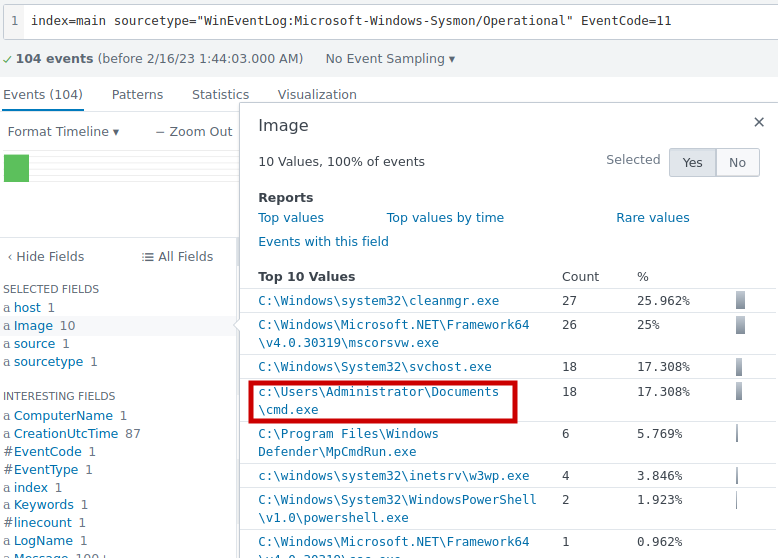 1 index=main sourcetype="WinEventLog:Microsoft-Windows-Sysmon/Operational" EventCode=11
✓ 104 events (before 2/16/23 1:44:03.000 AM) No Event Sampling ▾
Events (104) Patterns Statistics Visualization
Format Timeline ▾ − Zoom Out
‹ Hide Fields All Fields
SELECTED FIELDS
a host 1
a Image 10
a source 1
a sourcetype 1
INTERESTING FIELDS
a ComputerName 1
a CreationUtcTime 87
#EventCode 1
#EventType 1
a index 1
a Keywords 1
#linecount 1
a LogName 1
a Message 100+
Image ✕
10 Values, 100% of events Selected Yes No
Reports
Top values Top values by time Rare values
Events with this field
Top 10 Values Count %
C:\Windows\system32\cleanmgr.exe 27 25.962%
C:\Windows\Microsoft.NET\Framework64 26 25%
\v4.0.30319\mscorsvw.exe
C:\Windows\System32\svchost.exe 18 17.308%
c:\Users\Administrator\Documents 18 17.308%
\cmd.exe
C:\Program Files\Windows 6 5.769%
Defender\MpCmdRun.exe
c:\windows\system32\inetsrv\w3wp.exe 4 3.846%
C:\Windows\System32\WindowsPowerShell 2 1.923%
\v1.0\powershell.exe
C:\Windows\Microsoft.NET\Framework64 1 0.962%